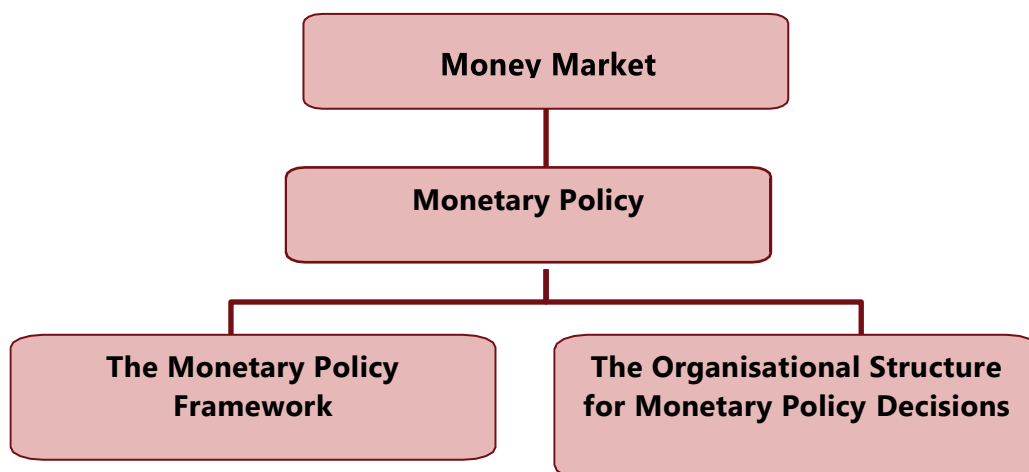 Money Market
Monetary Policy
The Monetary Policy
Framework
The Organisational Structure
for Monetary Policy Decisions